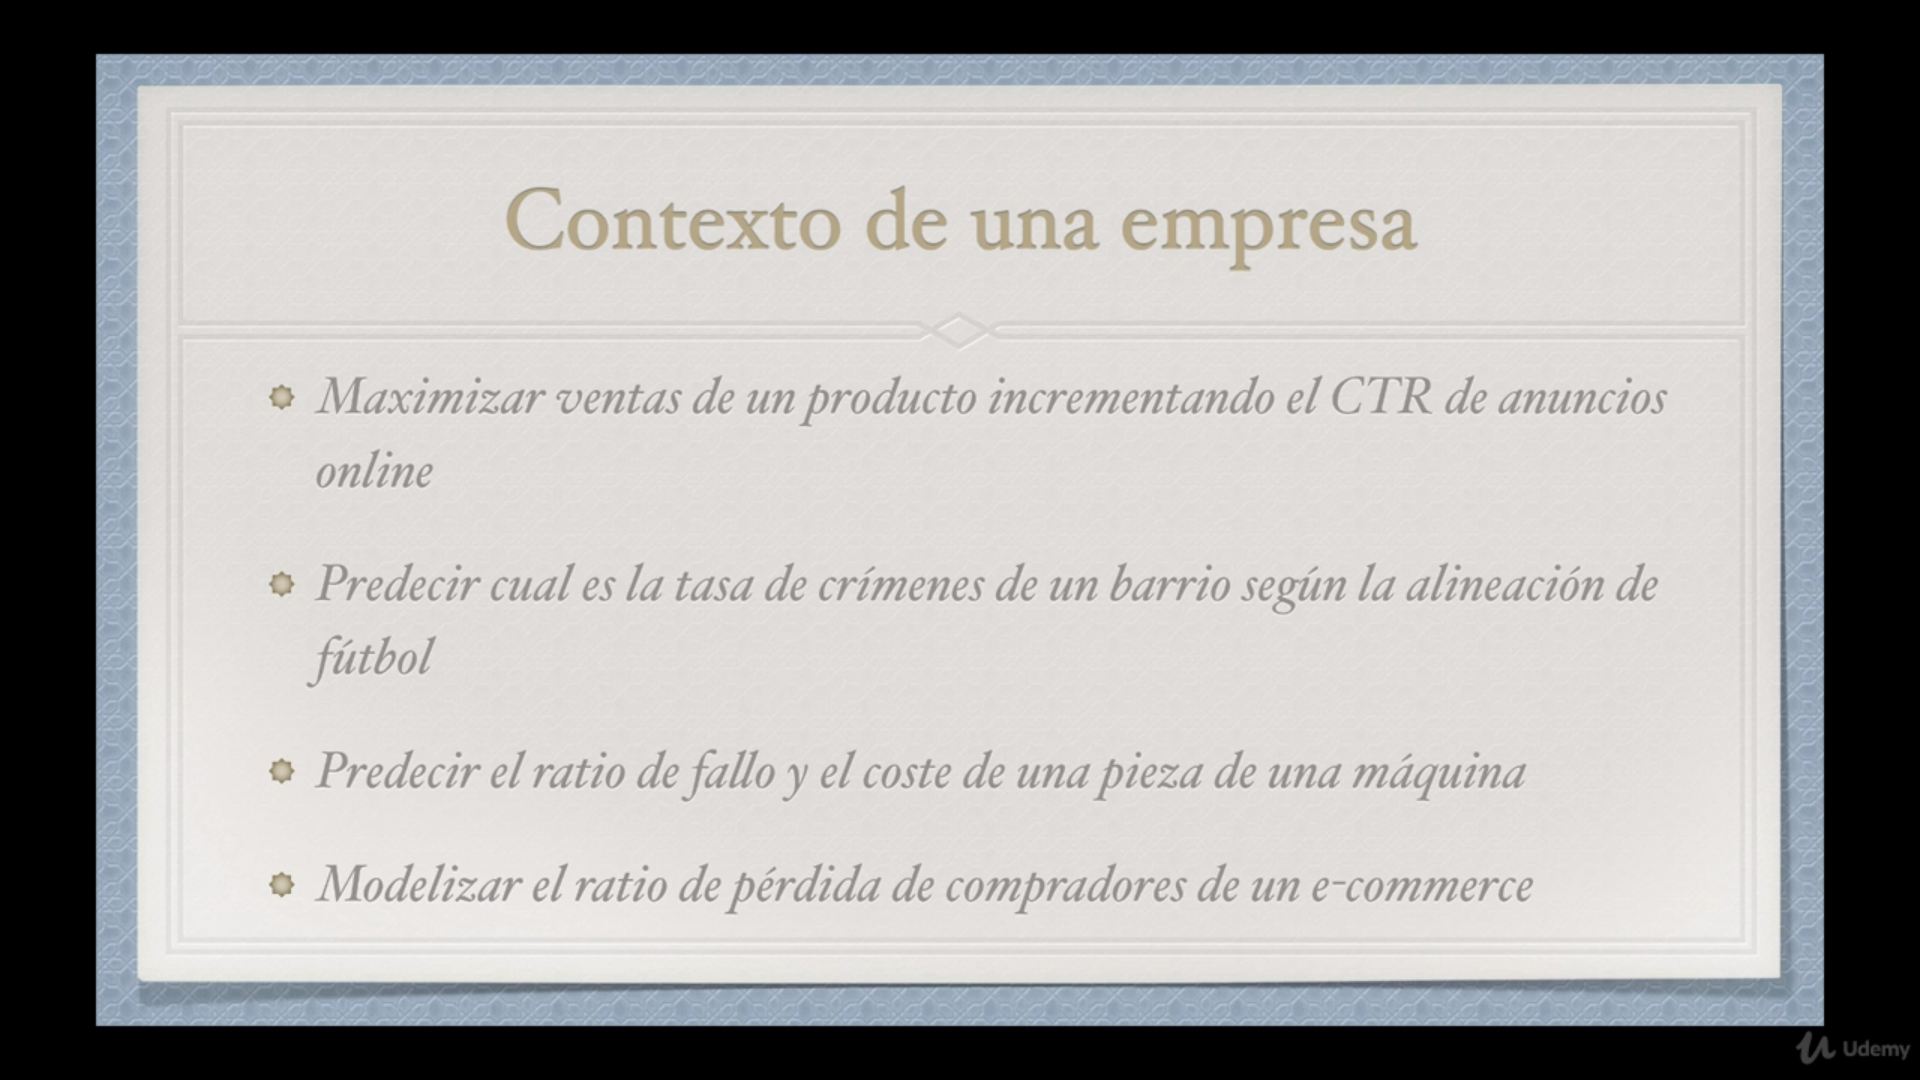 Contexto de una empresa
Maximizar ventas de un producto incrementando el CTR de anuncios
online
Predecir cual es la tasa de crímenes de un barrio según la alineación de
fútbol
Predecir el ratio de fallo y el coste de una pieza de una máquina
Modelizar el ratio de pérdida de compradores de un e-commerce
Udemy